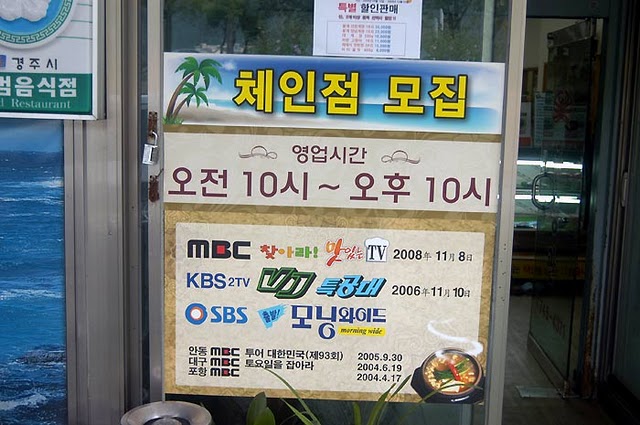 특별 할인판매
경주시
범음식점
d Restaurant
체인점 모집
영업시간
오전 10시 ~ 오후 10시
MBC 찾아라! 맛있는 TV 2008年 11月 8日
KBS 2TV VJ 특공대 2006年 11月 10日
SBS 출발! 모닝와이드
morning wide
안동 MBC 투어 대한민국(제93회) 2005.9.30
대구 MBC 토요일을 잡아라 2004.6.19
포항 MBC 2004.4.17